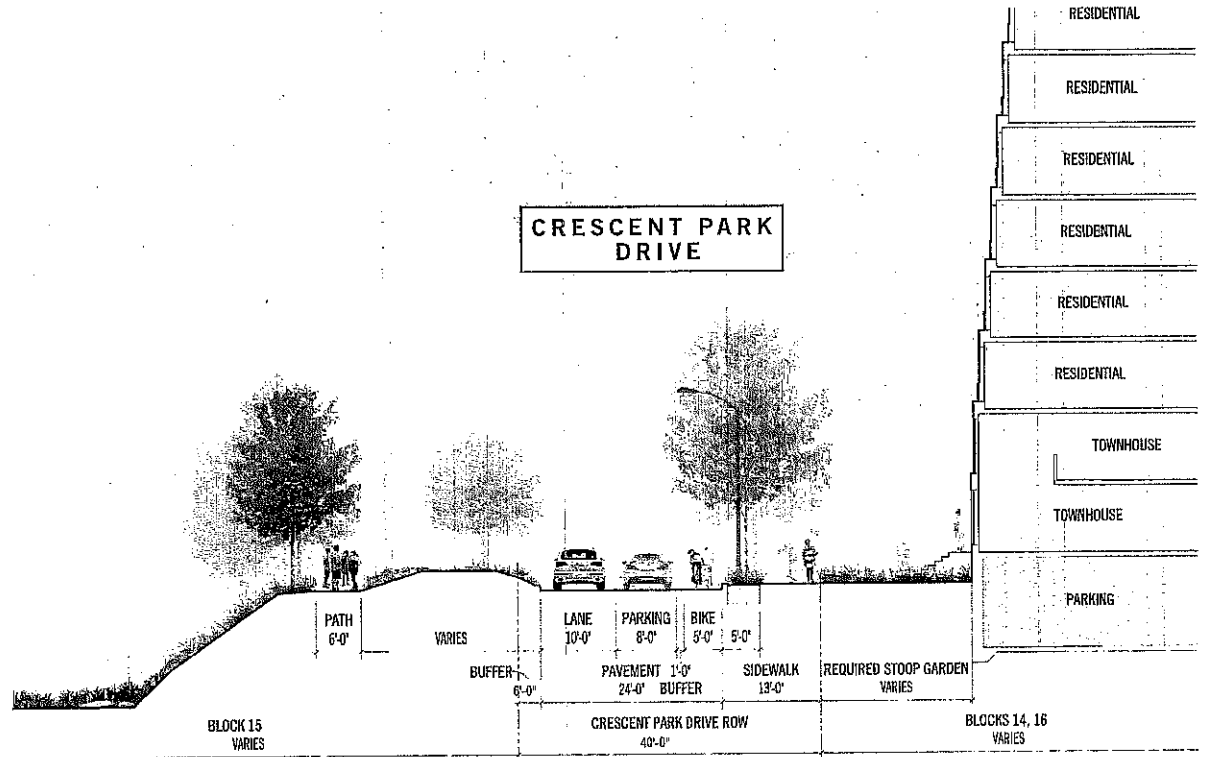 RESIDENTIAL
RESIDENTIAL
RESIDENTIAL
RESIDENTIAL
RESIDENTIAL
RESIDENTIAL
CRESCENT PARK
DRIVE
TOWNHOUSE
TOWNHOUSE
PARKING
PATH
6'-0"
VARIES
LANE
10'-0"
PARKING
8'-0"
BIKE
5'-0"
5'-0"
BUFFER
6'-0"
PAVEMENT
24'-0"
1'-0"
BUFFER
SIDEWALK
13'-0"
REQUIRED STOOP GARDEN
VARIES
BLOCK 15
VARIES
CRESCENT PARK DRIVE ROW
40'-0"
BLOCKS 14, 16
VARIES